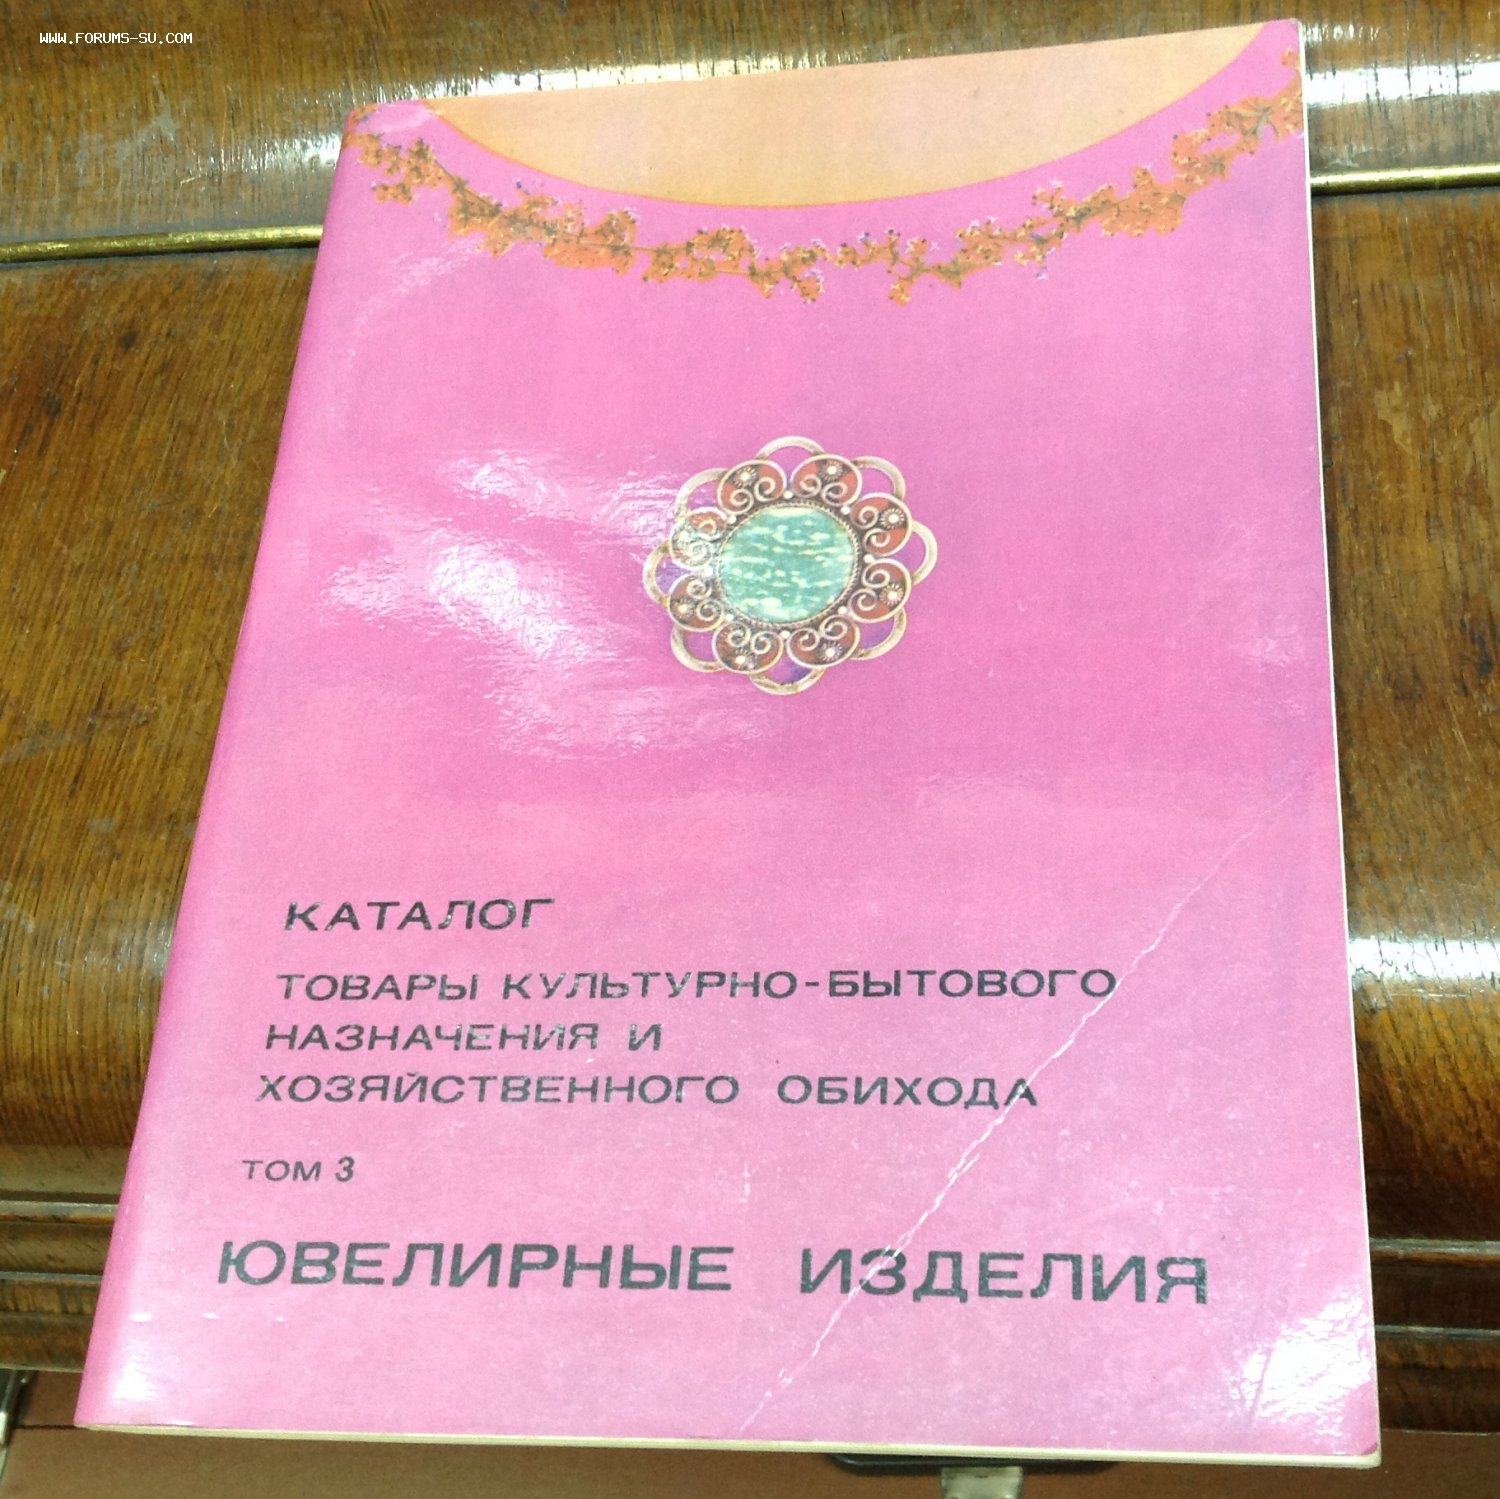 WWW.FORUMS-SU.COM
КАТАЛОГ
ТОВАРЫ КУЛЬТУРНО-БЫТОВОГО
НАЗНАЧЕНИЯ И
ХОЗЯЙСТВЕННОГО ОБИХОДА
ТОМ 3
ЮВЕЛИРНЫЕ ИЗДЕЛИЯ